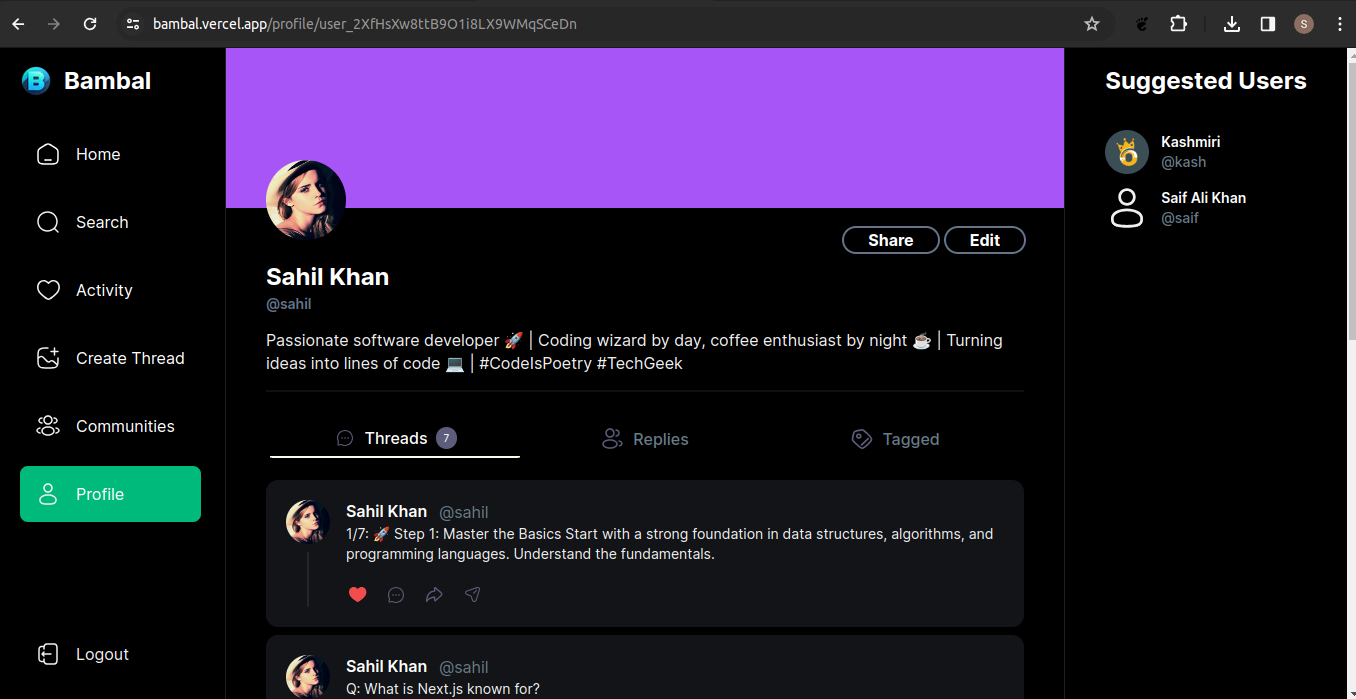 bambal.vercel.app/profile/user_2XfHsXw8ttB9O1i8LX9WMqSCeDn
S
B Bambal
Home
Search
Activity
Create Thread
Communities
Profile
Logout
Share Edit
Sahil Khan
@sahil
Passionate software developer 🚀 | Coding wizard by day, coffee enthusiast by night ☕ | Turning
ideas into lines of code 💻 | #CodeIsPoetry #TechGeek
Threads 7 Replies Tagged
Sahil Khan @sahil
1/7: 🚀 Step 1: Master the Basics Start with a strong foundation in data structures, algorithms, and
programming languages. Understand the fundamentals.
Sahil Khan @sahil
Q: What is Next.js known for?
Suggested Users
Kashmiri
@kash
Saif Ali Khan
@saif